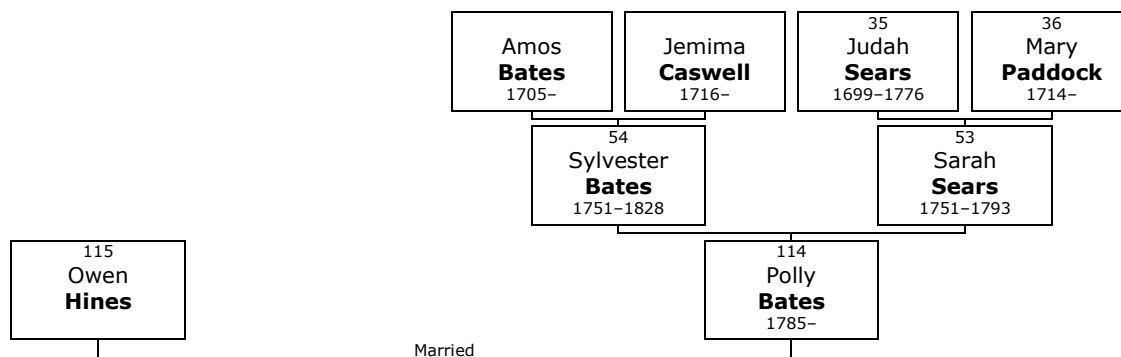 Amos
Bates
1705–
Jemima
Caswell
1716–
35
Judah
Sears
1699–1776
36
Mary
Paddock
1714–
54
Sylvester
Bates
1751–1828
53
Sarah
Sears
1751–1793
115
Owen
Hines
114
Polly
Bates
1785–
Married